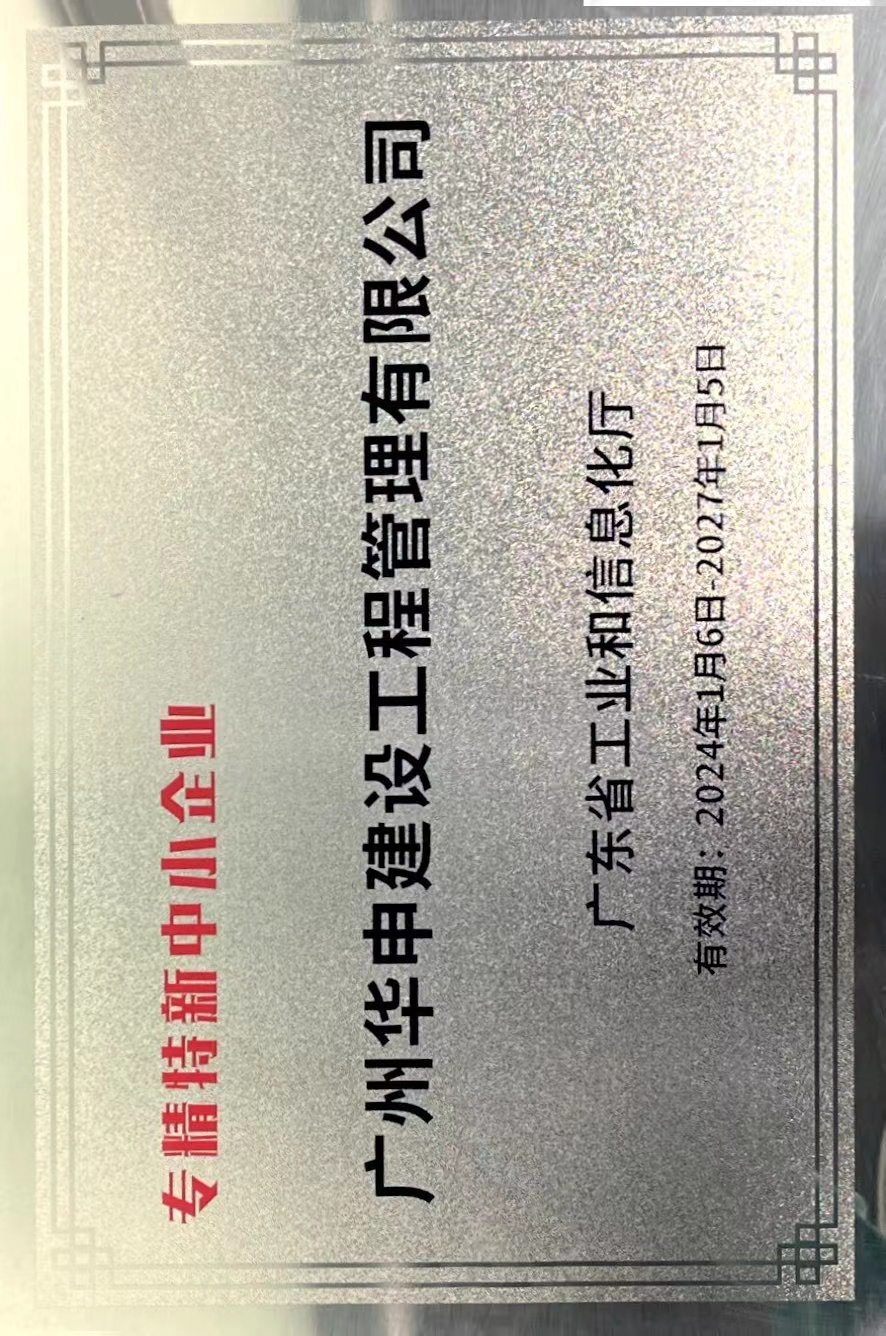 专精特新中小企业
广州华申建设工程管理有限公司
广东省工业和信息化厅
有效期：2024年1月6日-2027年1月5日